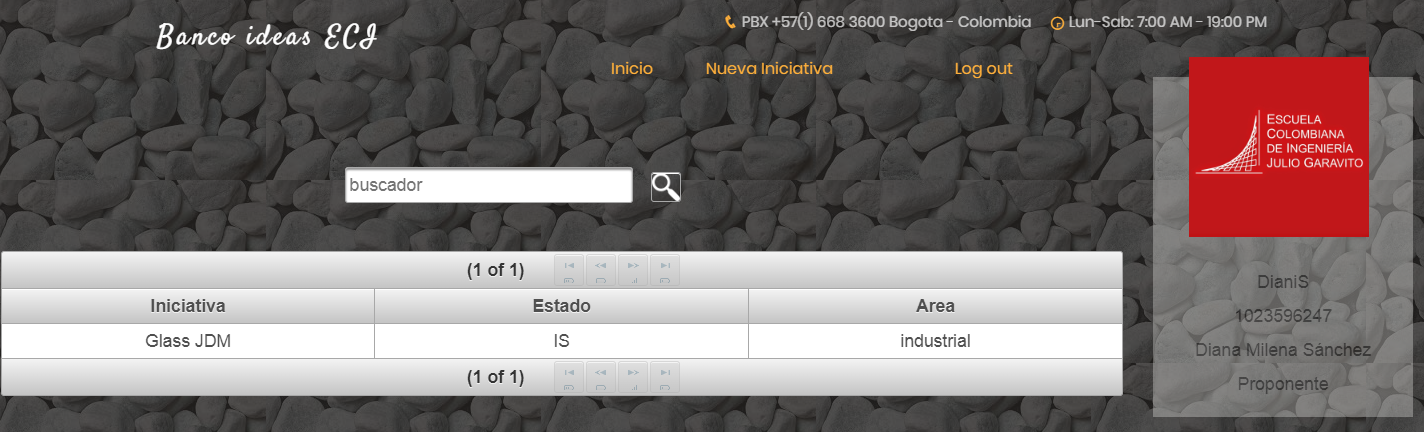 Banco ideas ECI
PBX +57(1) 668 3600 Bogota - Colombia
Lun-Sab: 7:00 AM - 19:00 PM
Inicio
Nueva Iniciativa
Log out
ESCUELA
COLOMBIANA
DE INGENIERÍA
JULIO GARAVITO
buscador
(1 of 1)
Iniciativa Estado Area
Glass JDM IS industrial
(1 of 1)
DianiS
1023596247
Diana Milena Sánchez
Proponente